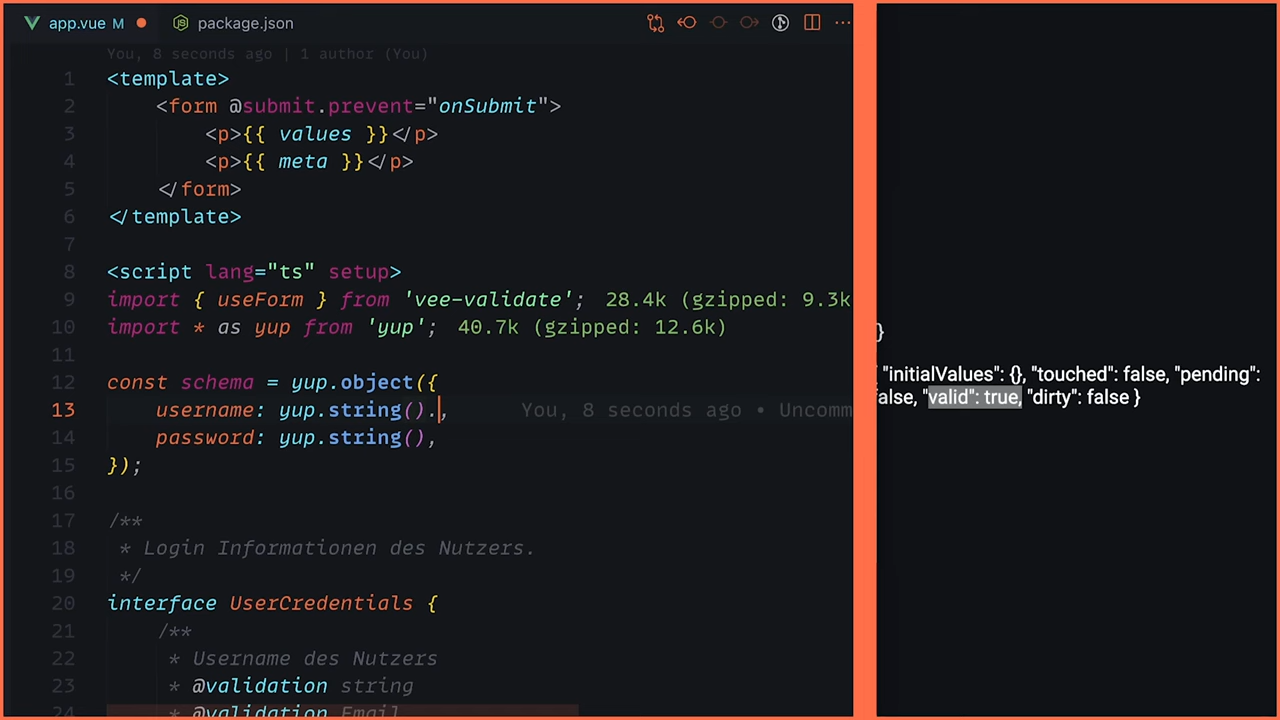 app.vue M
package.json
You, 8 seconds ago | 1 author (You)
1 <template>
2 <form @submit.prevent="onSubmit">
3 <p>{{ values }}</p>
4 <p>{{ meta }}</p>
5 </form>
6 </template>
7
8 <script lang="ts" setup>
9 import { useForm } from 'vee-validate'; 28.4k (gzipped: 9.3k
10 import * as yup from 'yup'; 40.7k (gzipped: 12.6k)
11
12 const schema = yup.object({
13 username: yup.string()., You, 8 seconds ago • Uncomm
14 password: yup.string(),
15 });
16
17 /**
18 * Login Informationen des Nutzers.
19 */
20 interface UserCredentials {
21 /**
22 * Username des Nutzers
23 * @validation string
24 * @validation Email
}
{ "initialValues": {}, "touched": false, "pending":
false, "valid": true, "dirty": false }